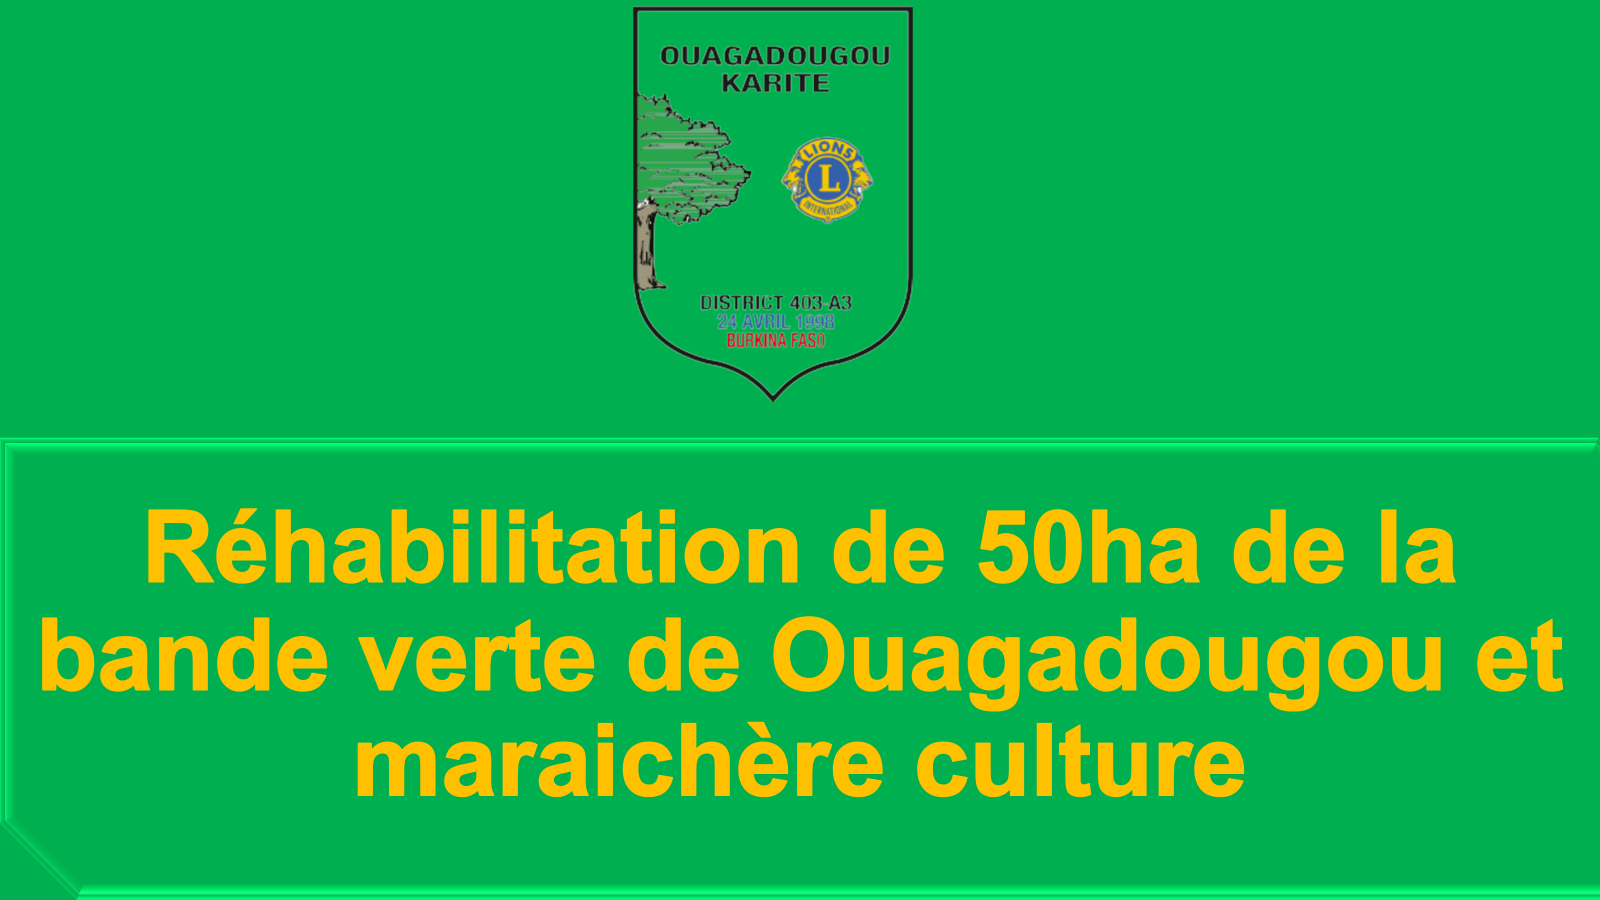 OUAGADOUGOU
KARITE
LIONS
L
INTERNATIONAL
DISTRICT 403-A3
24 AVRIL 1998
BURKINA FASO
Réhabilitation de 50ha de la
bande verte de Ouagadougou et
maraichère culture